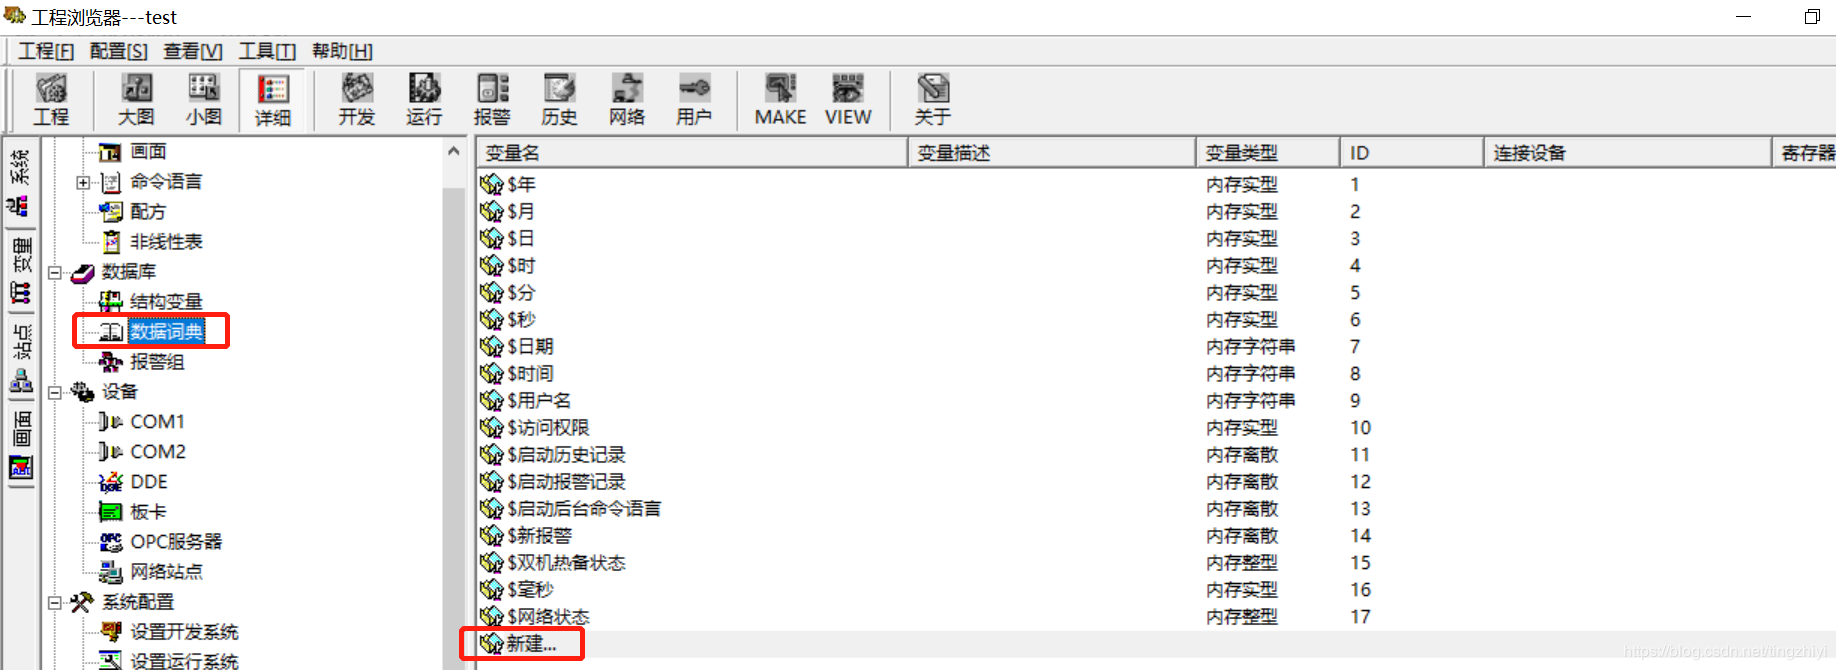 工程浏览器---test
工程[F] 配置[S] 查看[V] 工具[T] 帮助[H]
工程 大图 小图 详细 开发 运行 报警 历史 网络 用户 MAKE VIEW 关于
系统
变量
站点
画面
画面
命令语言
配方
非线性表
数据库
结构变量
数据词典
报警组
设备
COM1
COM2
DDE
板卡
OPC服务器
网络站点
系统配置
设置开发系统
设置运行系统
变量名 变量描述 变量类型 ID 连接设备 寄存器
$年 内存实型 1
$月 内存实型 2
$日 内存实型 3
$时 内存实型 4
$分 内存实型 5
$秒 内存实型 6
$日期 内存字符串 7
$时间 内存字符串 8
$用户名 内存字符串 9
$访问权限 内存实型 10
$启动历史记录 内存离散 11
$启动报警记录 内存离散 12
$启动后台命令语言 内存离散 13
$新报警 内存离散 14
$双机热备状态 内存整型 15
$毫秒 内存实型 16
$网络状态 内存整型 17
新建...
https://blog.csdn.net/tingzhiyi